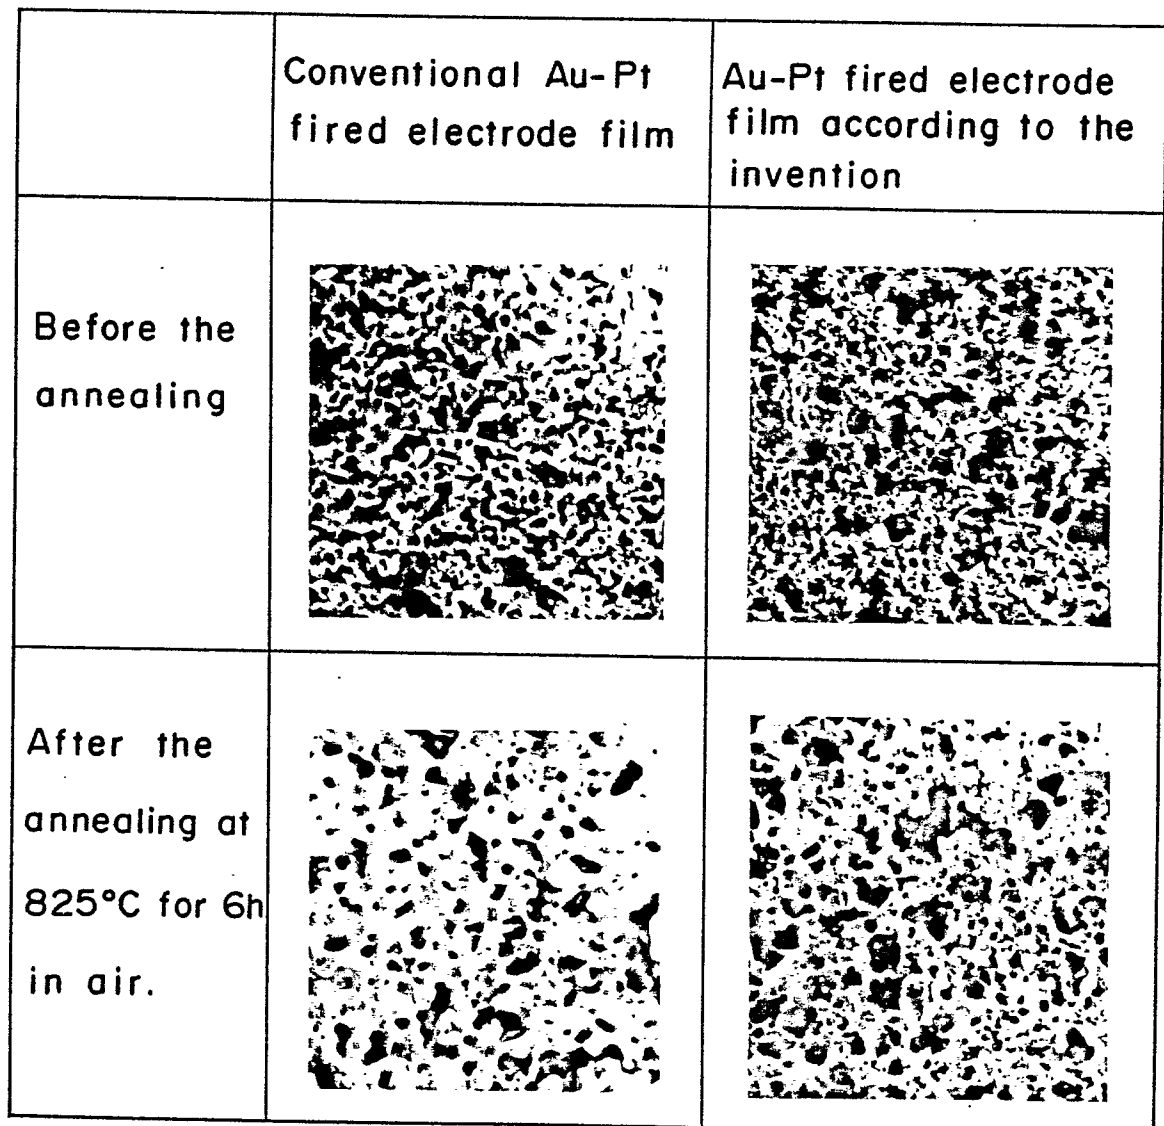 Conventional Au-Pt
fired electrode film
Au-Pt fired electrode
film according to the
invention
Before the
annealing
After the
annealing at
825°C for 6h
in air.